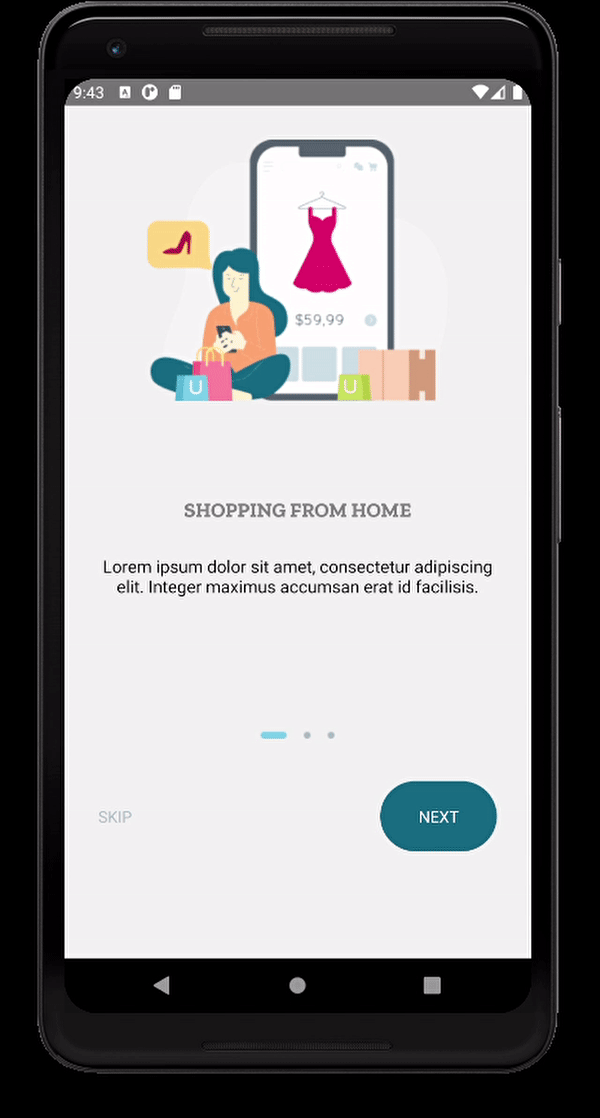 9:43
$59,99
SHOPPING FROM HOME
Lorem ipsum dolor sit amet, consectetur adipiscing
elit. Integer maximus accumsan erat id facilisis.
SKIP
NEXT